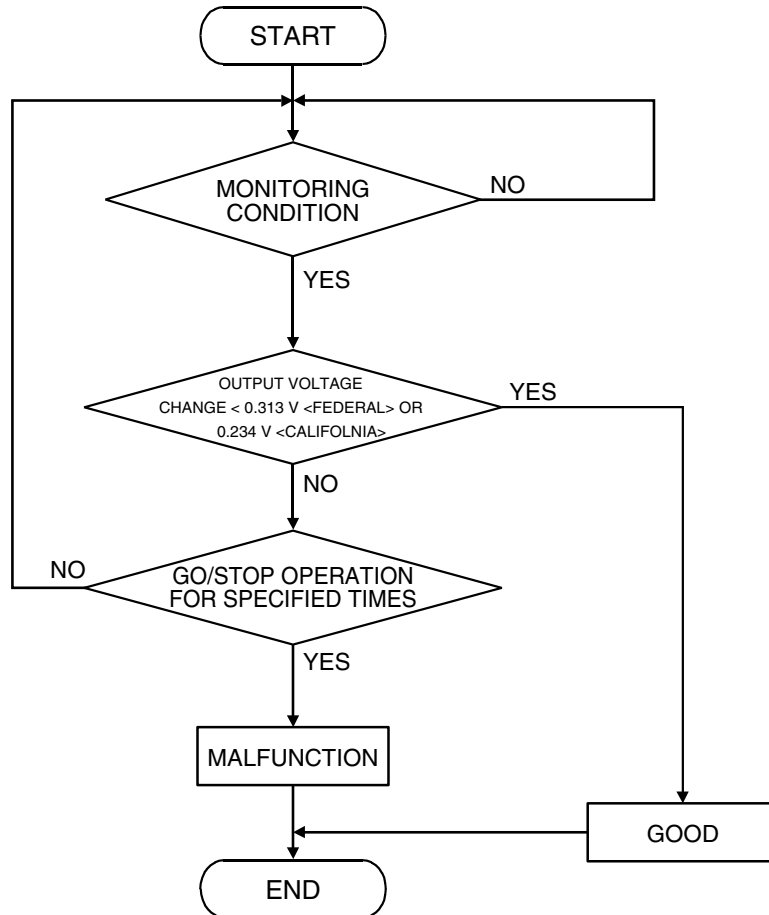 START
MONITORING
CONDITION
NO
YES
OUTPUT VOLTAGE
CHANGE < 0.313 V <FEDERAL> OR
0.234 V <CALIFOLNIA>
YES
NO
GO/STOP OPERATION
FOR SPECIFIED TIMES
NO
YES
MALFUNCTION
GOOD
END